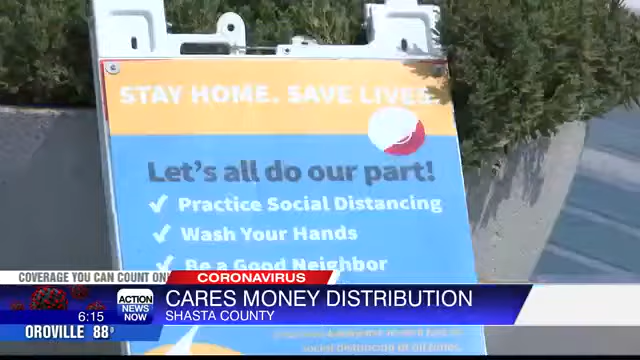 STAY HOME. SAVE LIVES.
Let's all do our part!
✓ Practice Social Distancing
✓ Wash Your Hands
✓ Be a Good Neighbor
COVERAGE YOU CAN COUNT ON
CORONAVIRUS
6:15
ACTION NEWS NOW
CARES MONEY DISTRIBUTION
OROVILLE 88°
SHASTA COUNTY
social distancing at all times.